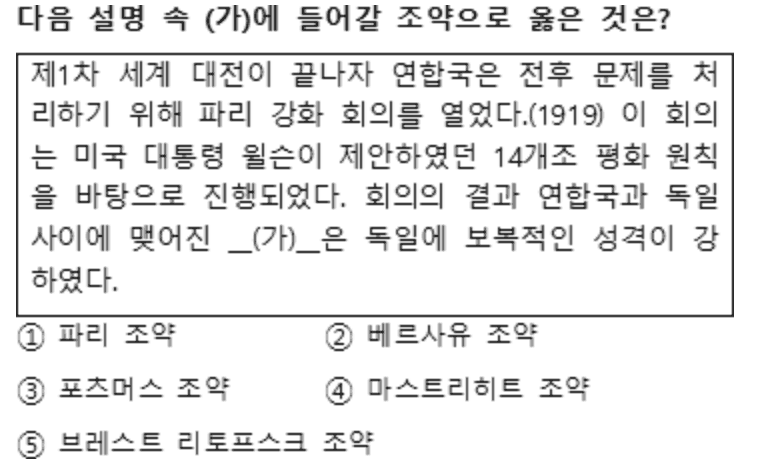 다음 설명 속 (가)에 들어갈 조약으로 옳은 것은?
제1차 세계 대전이 끝나자 연합국은 전후 문제를 처
리하기 위해 파리 강화 회의를 열었다.(1919) 이 회의
는 미국 대통령 윌슨이 제안하였던 14개조 평화 원칙
을 바탕으로 진행되었다. 회의의 결과 연합국과 독일
사이에 맺어진 __(가)__은 독일에 보복적인 성격이 강
하였다.
① 파리 조약 ② 베르사유 조약
③ 포츠머스 조약 ④ 마스트리히트 조약
⑤ 브레스트 리토프스크 조약